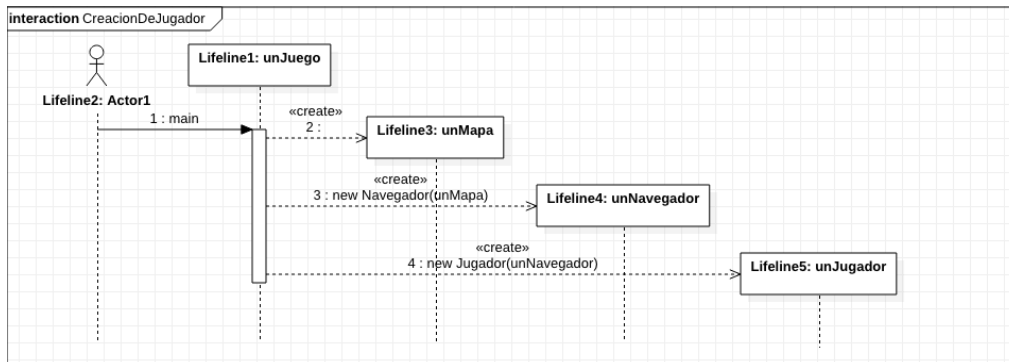 interaction CreacionDeJugador
Lifeline1: unJuego
Lifeline2: Actor1
1 : main
«create»
2 :
Lifeline3: unMapa
«create»
3 : new Navegador(unMapa)
Lifeline4: unNavegador
«create»
4 : new Jugador(unNavegador)
Lifeline5: unJugador